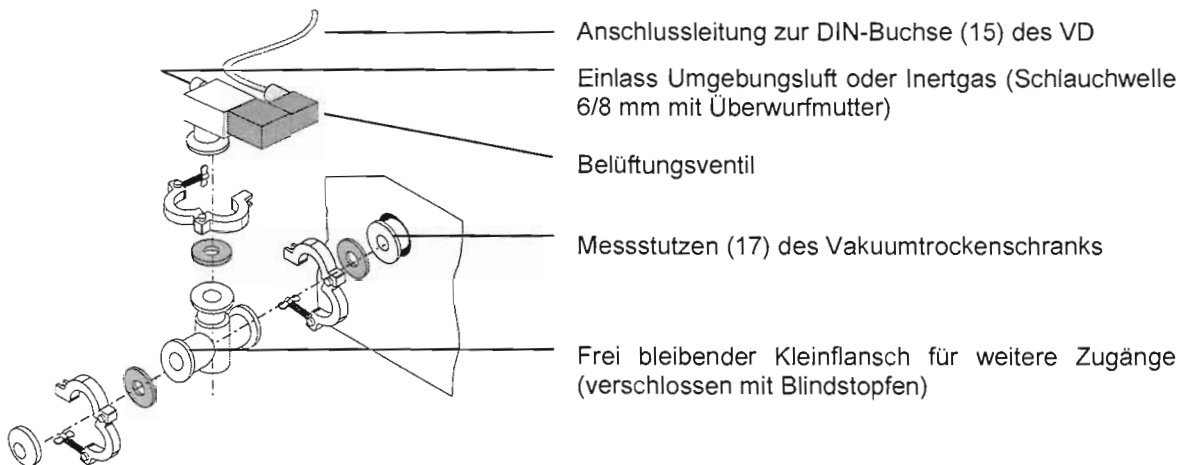 Anschlussleitung zur DIN-Buchse (15) des VD
Einlass Umgebungsluft oder Inertgas (Schlauchwelle
6/8 mm mit Überwurfmutter)
Belüftungsventil
Messstutzen (17) des Vakuumtrockenschranks
Frei bleibender Kleinflansch für weitere Zugänge
(verschlossen mit Blindstopfen)